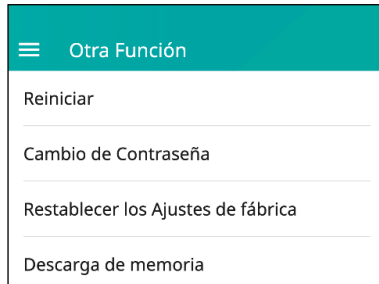 Otra Función
Reiniciar
Cambio de Contraseña
Restablecer los Ajustes de fábrica
Descarga de memoria